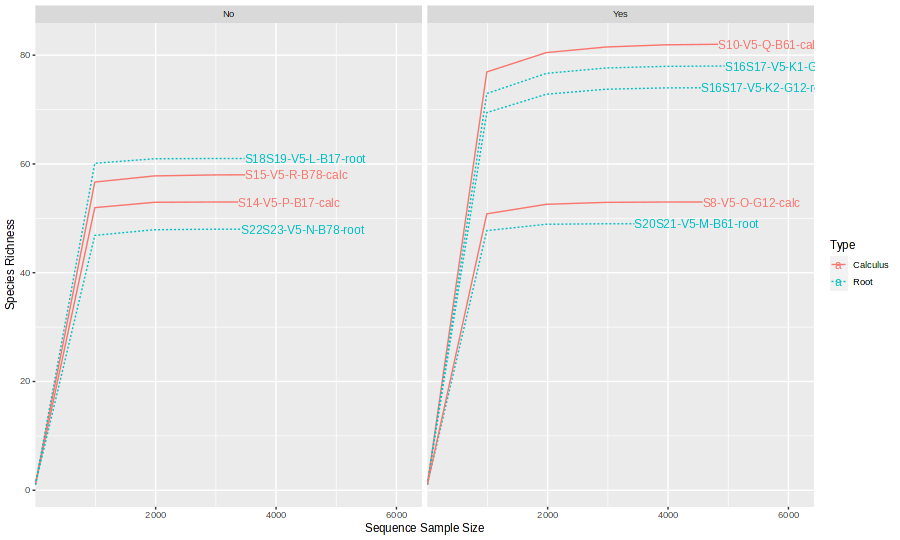 No
Yes
80
60
40
20
0
Species Richness
S18S19-V5-L-B17-root
S15-V5-R-B78-calc
S14-V5-P-B17-calc
S22S23-V5-N-B78-root
S10-V5-Q-B61-cal
S16S17-V5-K1-G
S16S17-V5-K2-G12-r
S8-V5-O-G12-calc
S20S21-V5-M-B61-root
2000
4000
6000
2000
4000
6000
Sequence Sample Size
Type
a Calculus
a Root